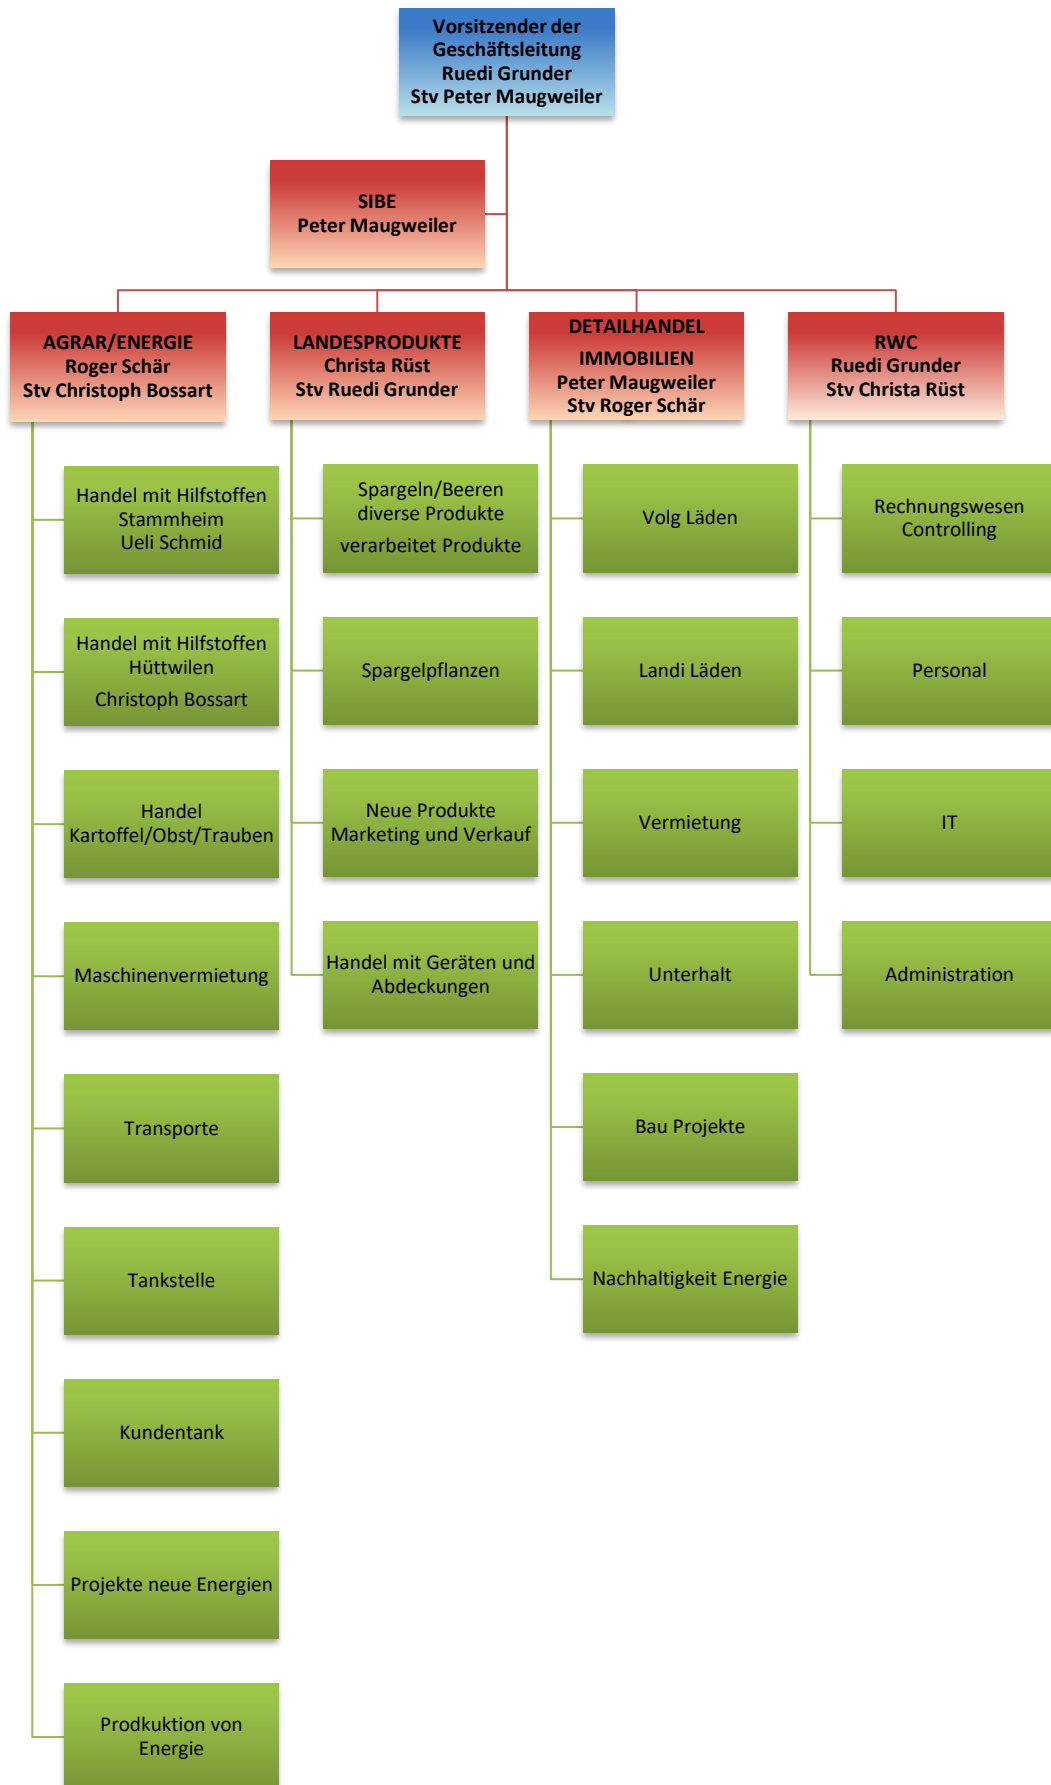 Vorsitzender der
Geschäftsleitung
Ruedi Grunder
Stv Peter Maugweiler
SIBE
Peter Maugweiler
AGRAR/ENERGIE
Roger Schär
Stv Christoph Bossart
Handel mit Hilfstoffen
Stammheim
Ueli Schmid
Handel mit Hilfstoffen
Hüttwilen
Christoph Bossart
Handel
Kartoffel/Obst/Trauben
Maschinenvermietung
Transporte
Tankstelle
Kundentank
Projekte neue Energien
Prodkuktion von
Energie
LANDESPRODUKTE
Christa Rüst
Stv Ruedi Grunder
Spargeln/Beeren
diverse Produkte
verarbeitet Produkte
Spargelpflanzen
Neue Produkte
Marketing und Verkauf
Handel mit Geräten und
Abdeckungen
DETAILHANDEL
IMMOBILIEN
Peter Maugweiler
Stv Roger Schär
Volg Läden
Landi Läden
Vermietung
Unterhalt
Bau Projekte
Nachhaltigkeit Energie
RWC
Ruedi Grunder
Stv Christa Rüst
Rechnungswesen
Controlling
Personal
IT
Administration